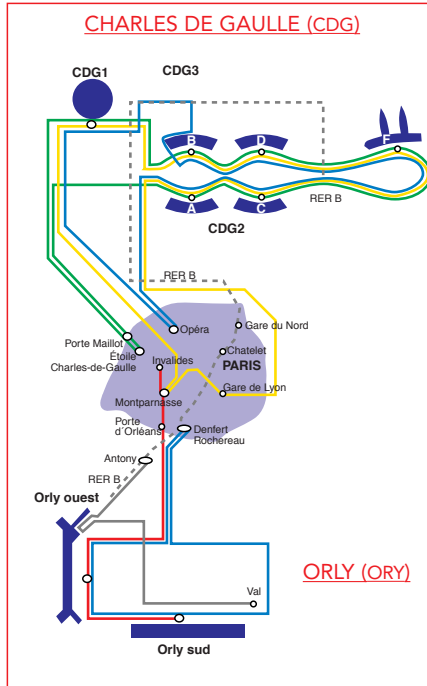 CHARLES DE GAULLE (CDG)
CDG1
CDG3
B
D
F
RER B
A
C
CDG2
RER B
Opéra
Gare du Nord
Porte Maillot
Étoile
Charles-de-Gaulle
Invalides
Chatelet
PARIS
Montparnasse
Gare de Lyon
Porte
d´Orléans
Denfert
Rochereau
Antony
RER B
Orly ouest
ORLY (ORY)
Val
Orly sud